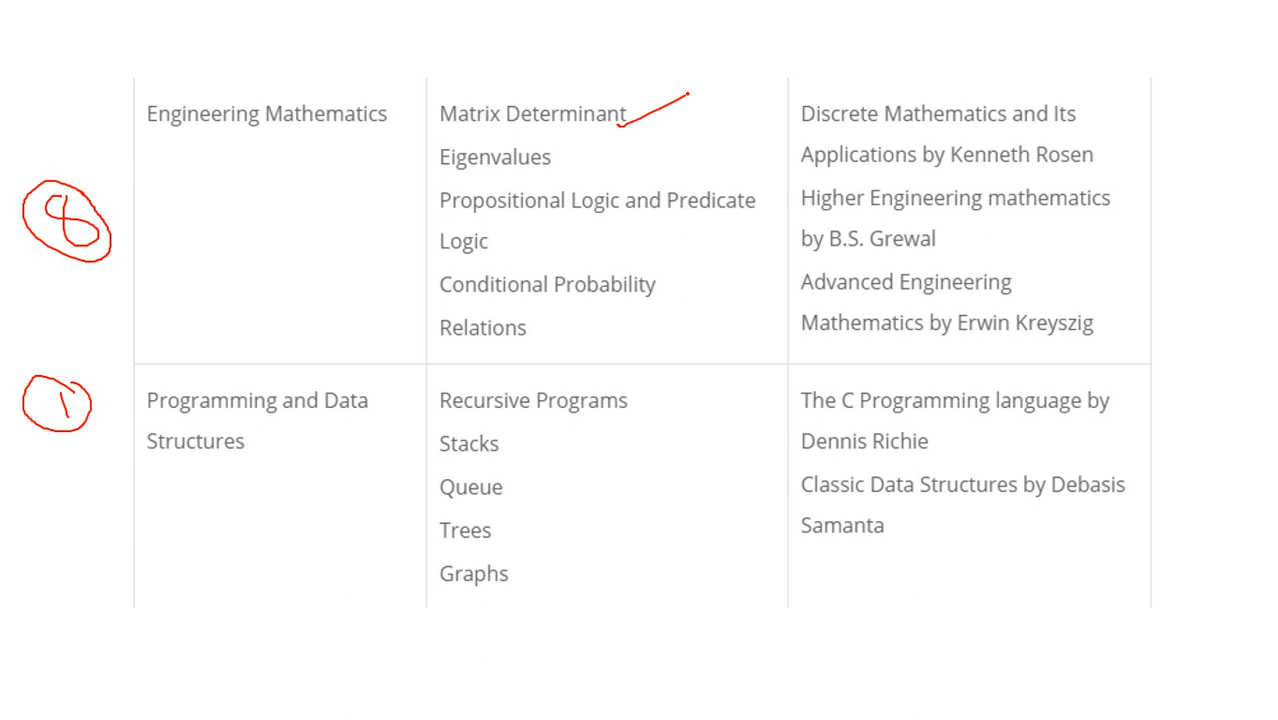 Engineering Mathematics
Matrix Determinant
Eigenvalues
Propositional Logic and Predicate
Logic
Conditional Probability
Relations
Discrete Mathematics and Its
Applications by Kenneth Rosen
Higher Engineering mathematics
by B.S. Grewal
Advanced Engineering
Mathematics by Erwin Kreyszig
8
Programming and Data
Structures
Recursive Programs
Stacks
Queue
Trees
Graphs
The C Programming language by
Dennis Richie
Classic Data Structures by Debasis
Samanta
1